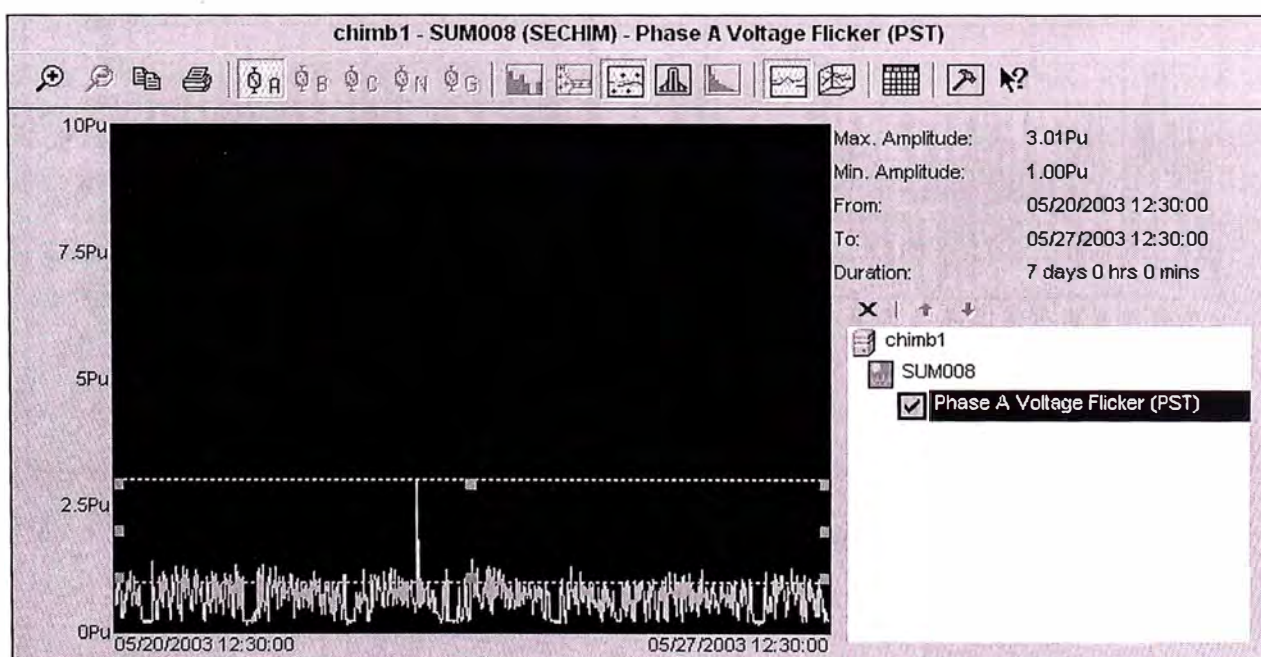 chimb1 - SUM008 (SECHIM) - Phase A Voltage Flicker (PST)
A B C N G
10Pu
7.5Pu
5Pu
2.5Pu
0Pu
05/20/2003 12:30:00 05/27/2003 12:30:00
Max. Amplitude: 3.01Pu
Min. Amplitude: 1.00Pu
From: 05/20/2003 12:30:00
To: 05/27/2003 12:30:00
Duration: 7 days 0 hrs 0 mins
chimb1
SUM008
Phase A Voltage Flicker (PST)